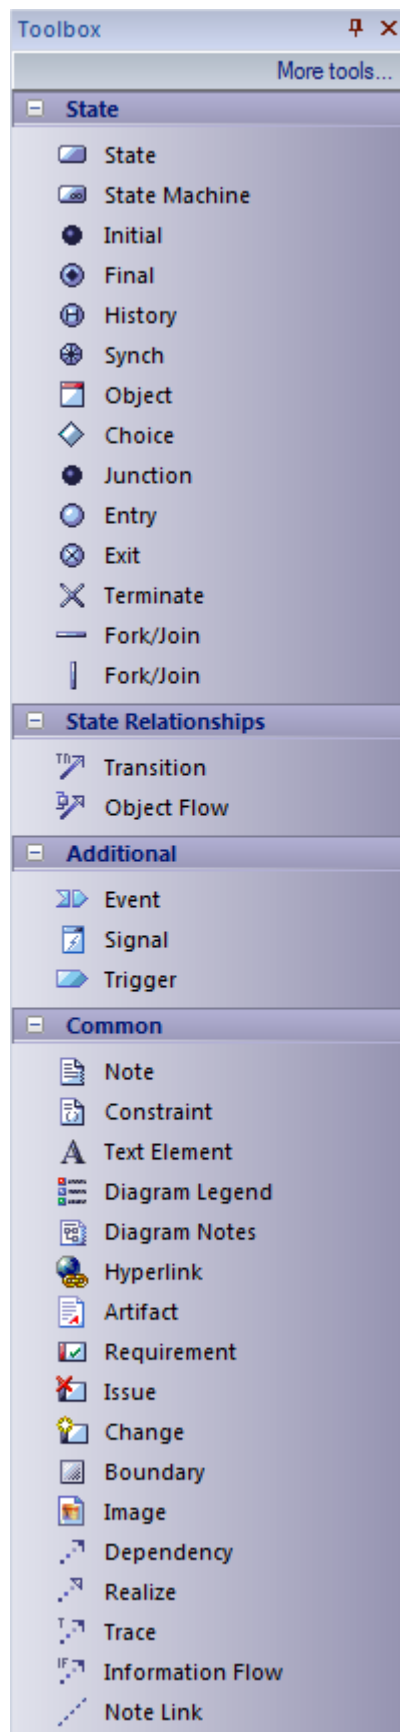 Toolbox
More tools...
State
State
State Machine
Initial
Final
History
Synch
Object
Choice
Junction
Entry
Exit
Terminate
Fork/Join
Fork/Join
State Relationships
Transition
Object Flow
Additional
Event
Signal
Trigger
Common
Note
Constraint
Text Element
Diagram Legend
Diagram Notes
Hyperlink
Artifact
Requirement
Issue
Change
Boundary
Image
Dependency
Realize
Trace
Information Flow
Note Link